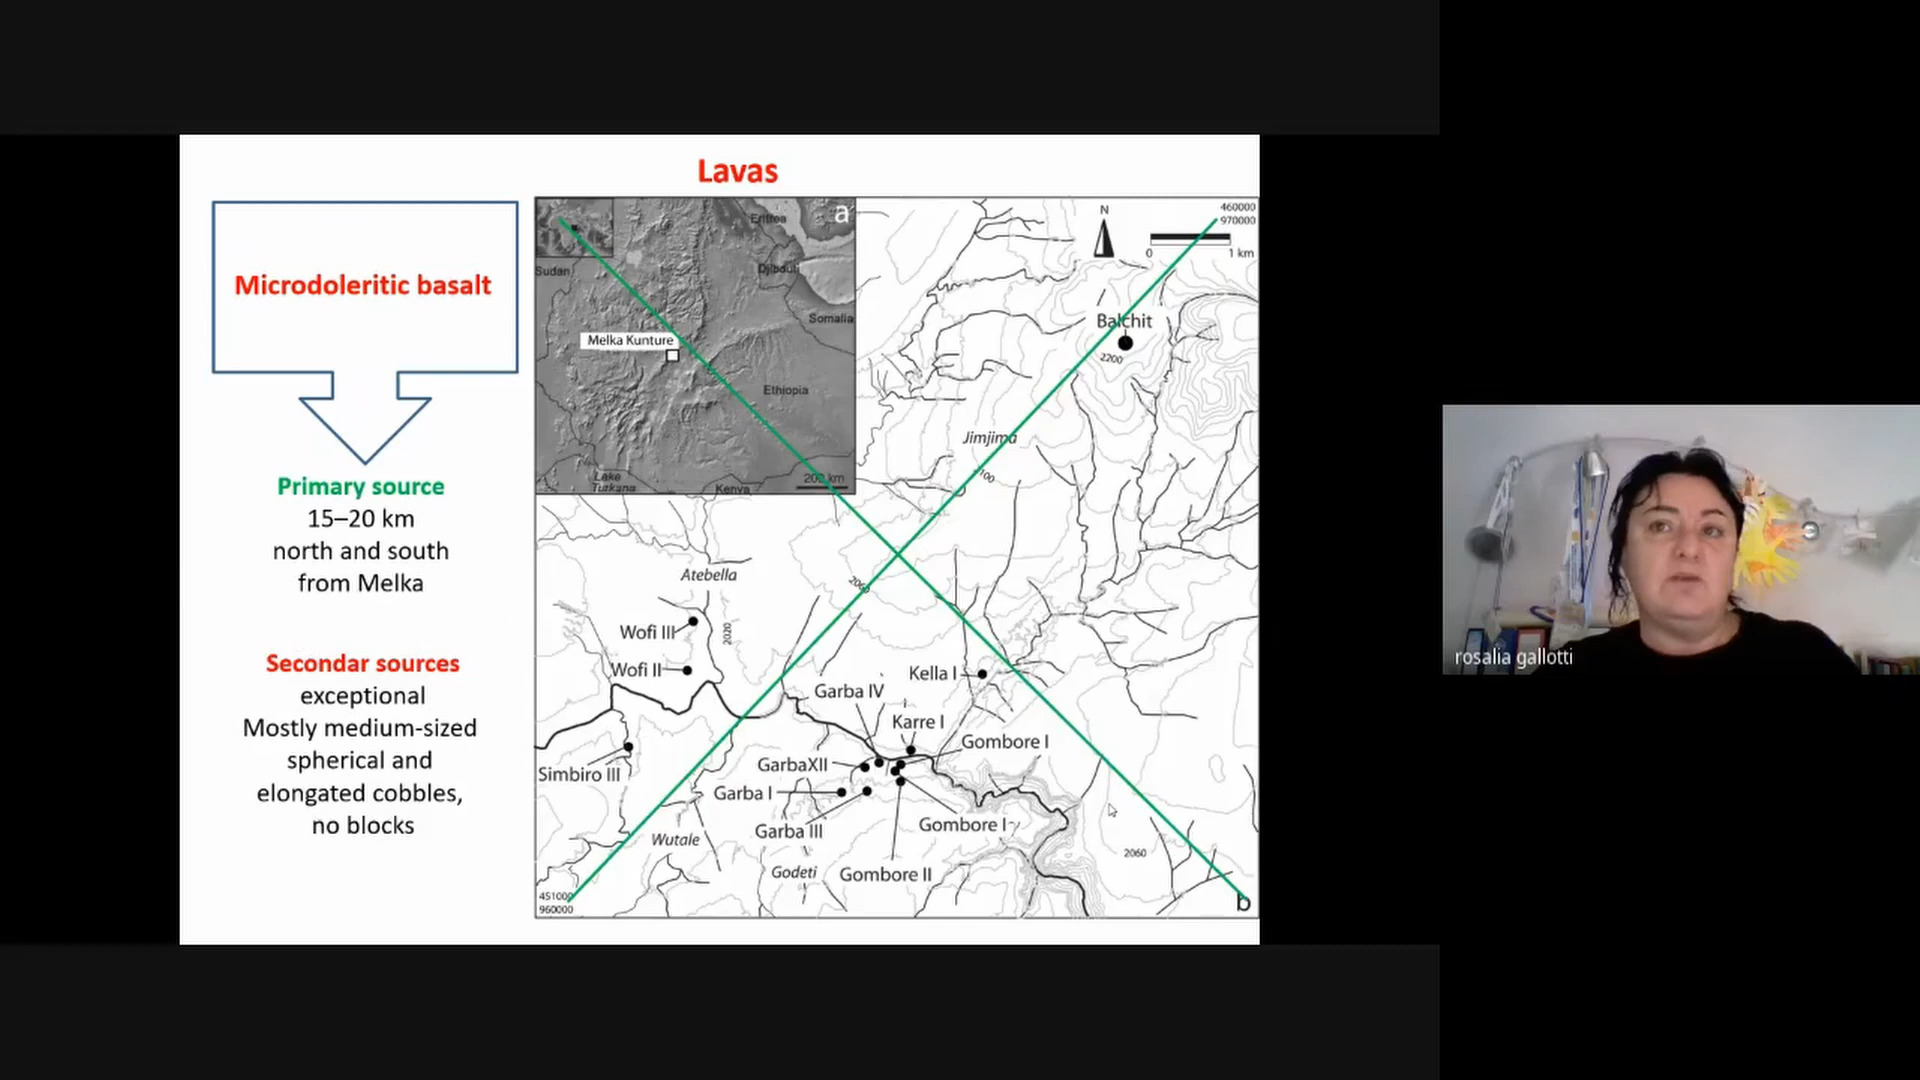 Lavas
Microdoleritic basalt
Primary source
15–20 km
north and south
from Melka
Secondar sources
exceptional
Mostly medium-sized
spherical and
elongated cobbles,
no blocks
a
Eritrea
Sudan
Djibouti
Somalia
Melka Kunture
Ethiopia
Lake
Turkana
Kenya
200 km
N
460000
970000
0 1 km
Balchit
2200
Jimjima
2100
2060
Atebella
Wofi III
2020
Wofi II
Kella I
Garba IV
Karre I
Gombore I
GarbaXII
Simbiro III
Garba I
Garba III
Gombore Iγ
Wutale
2060
Godeti
Gombore II
451000
960000
b
rosalia gallotti